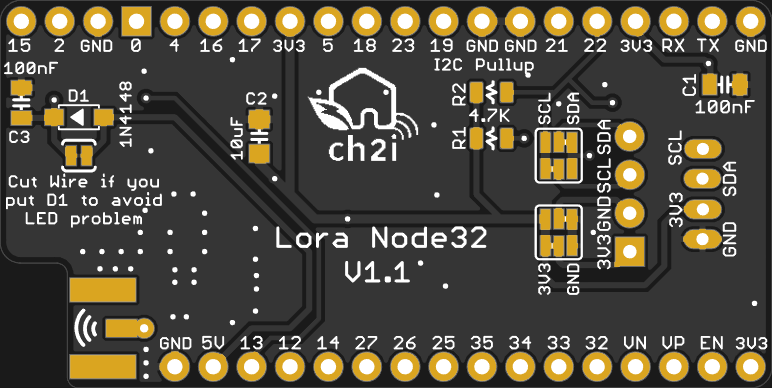 15 2 GND 0 4 16 17 3V3 5 18 23 19 GND GND 21 22 3V3 RX TX GND
I2C Pullup
100nF
D1
1N4148
C3
C2
10uF
R2
4.7K
R1
SCL SDA
C1
100nF
ch2i
SDA
SCL
GND
3V3
SCL
SDA
3V3
GND
Cut Wire if you
put D1 to avoid
LED problem
Lora Node32
V1.1
3V3 GND
GND 5V 13 12 14 27 26 25 35 34 33 32 VN VP EN 3V3